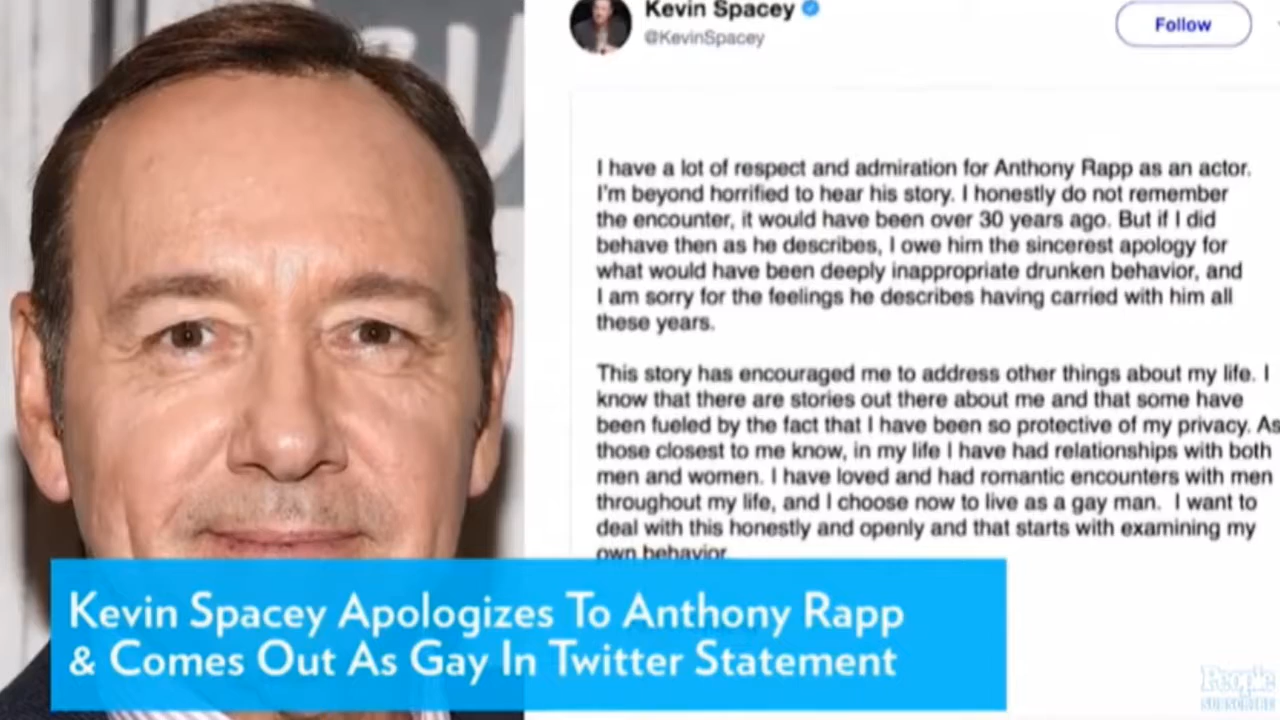 Kevin Spacey
@KevinSpacey
Follow
I have a lot of respect and admiration for Anthony Rapp as an actor.
I'm beyond horrified to hear his story. I honestly do not remember
the encounter, it would have been over 30 years ago. But if I did
behave then as he describes, I owe him the sincerest apology for
what would have been deeply inappropriate drunken behavior, and
I am sorry for the feelings he describes having carried with him all
these years.
This story has encouraged me to address other things about my life. I
know that there are stories out there about me and that some have
been fueled by the fact that I have been so protective of my privacy. As
those closest to me know, in my life I have had relationships with both
men and women. I have loved and had romantic encounters with men
throughout my life, and I choose now to live as a gay man. I want to
deal with this honestly and openly and that starts with examining my
own behavior.
Kevin Spacey Apologizes To Anthony Rapp
& Comes Out As Gay In Twitter Statement
People
SUBSCRIBE